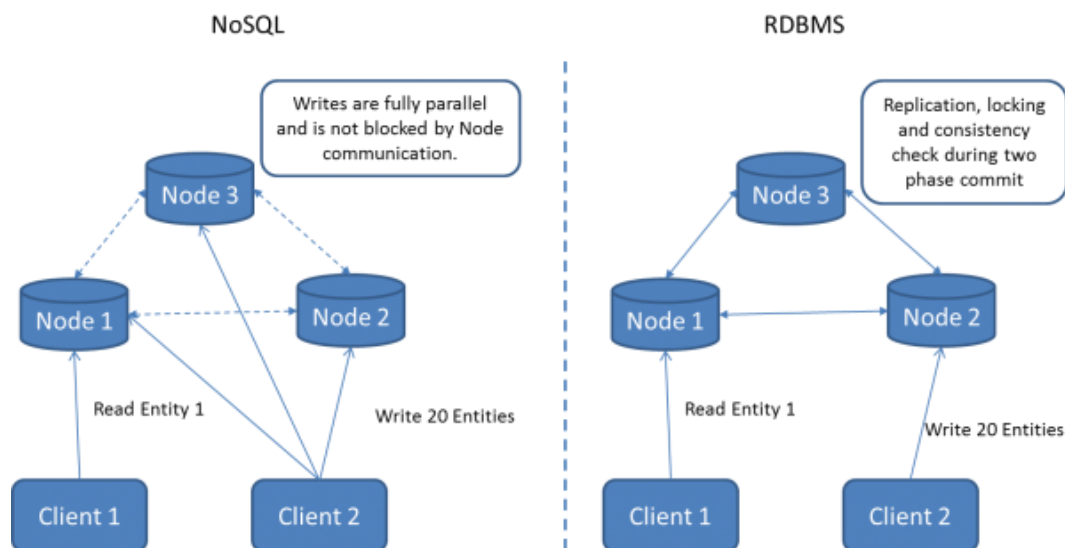 NoSQL
Writes are fully parallel
and is not blocked by Node
communication.
Node 3
Node 1
Node 2
Read Entity 1
Write 20 Entities
Client 1
Client 2
RDBMS
Replication, locking
and consistency
check during two
phase commit
Node 3
Node 1
Node 2
Read Entity 1
Write 20 Entities
Client 1
Client 2